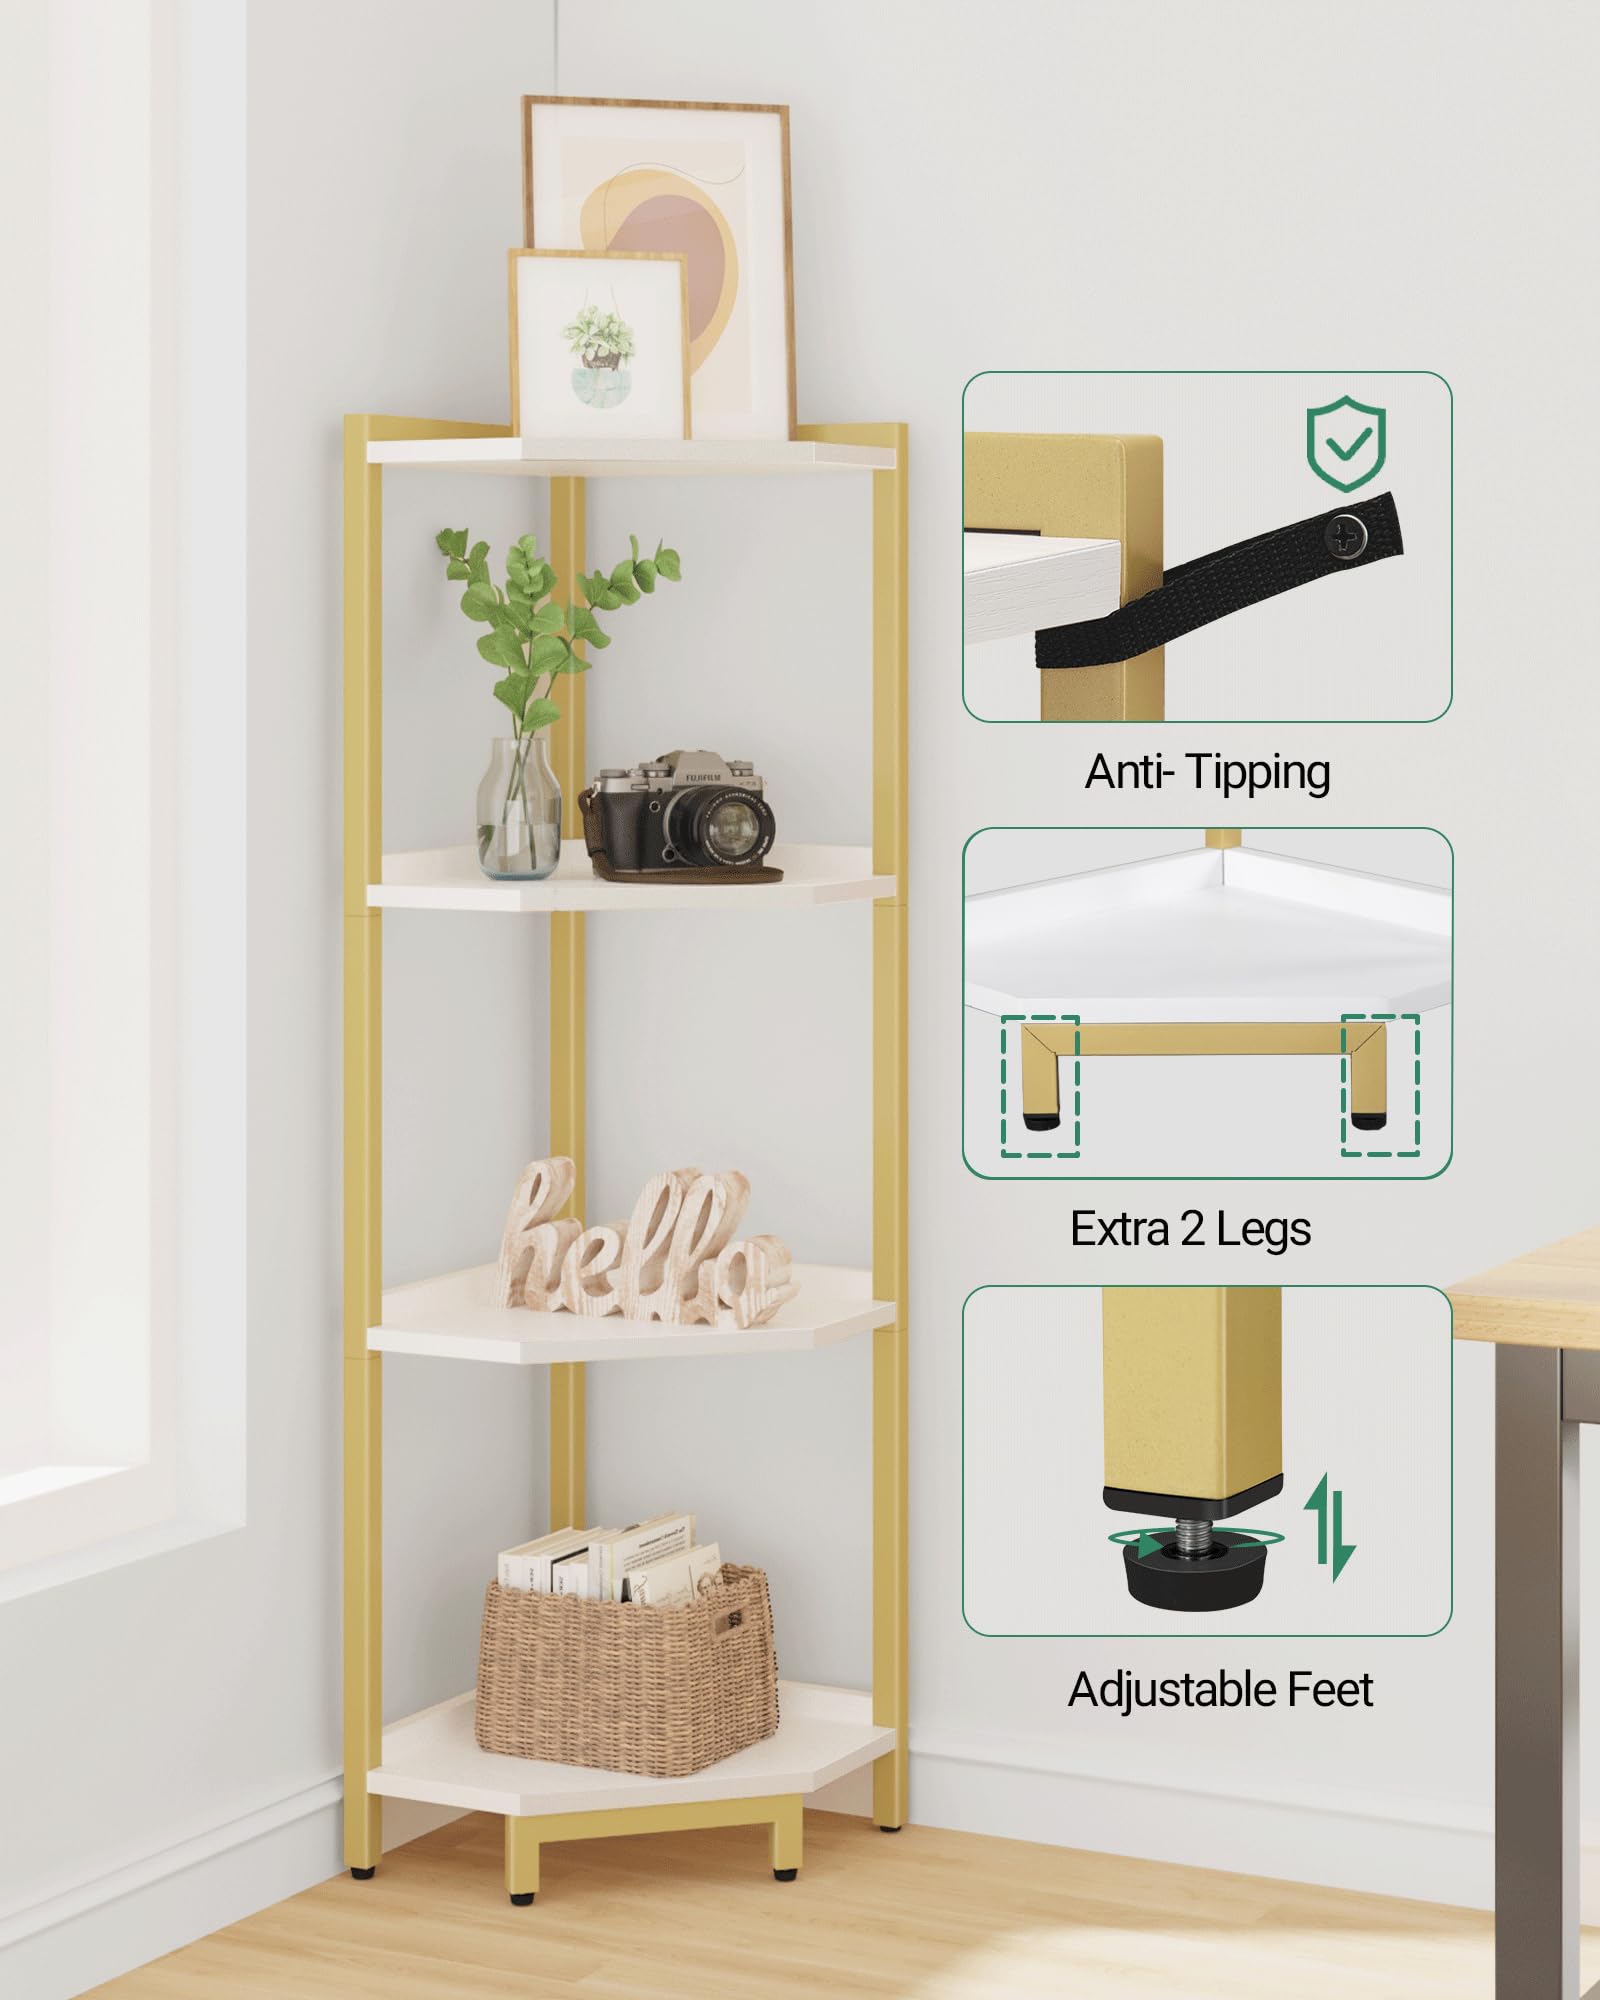 FUJIFILM
hello
Anti- Tipping
Extra 2 Legs
Adjustable Feet